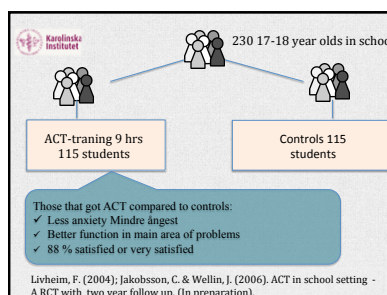 Karolinska
Institutet
230 17-18 year olds in school
ACT-traning 9 hrs
115 students
Controls 115
students
Those that got ACT compared to controls:
✓ Less anxiety Mindre ångest
✓ Better function in main area of problems
✓ 88 % satisfied or very satisfied
Livheim, F. (2004); Jakobsson, C. & Wellin, J. (2006). ACT in school setting -
A RCT with two year follow up. (In preparation).